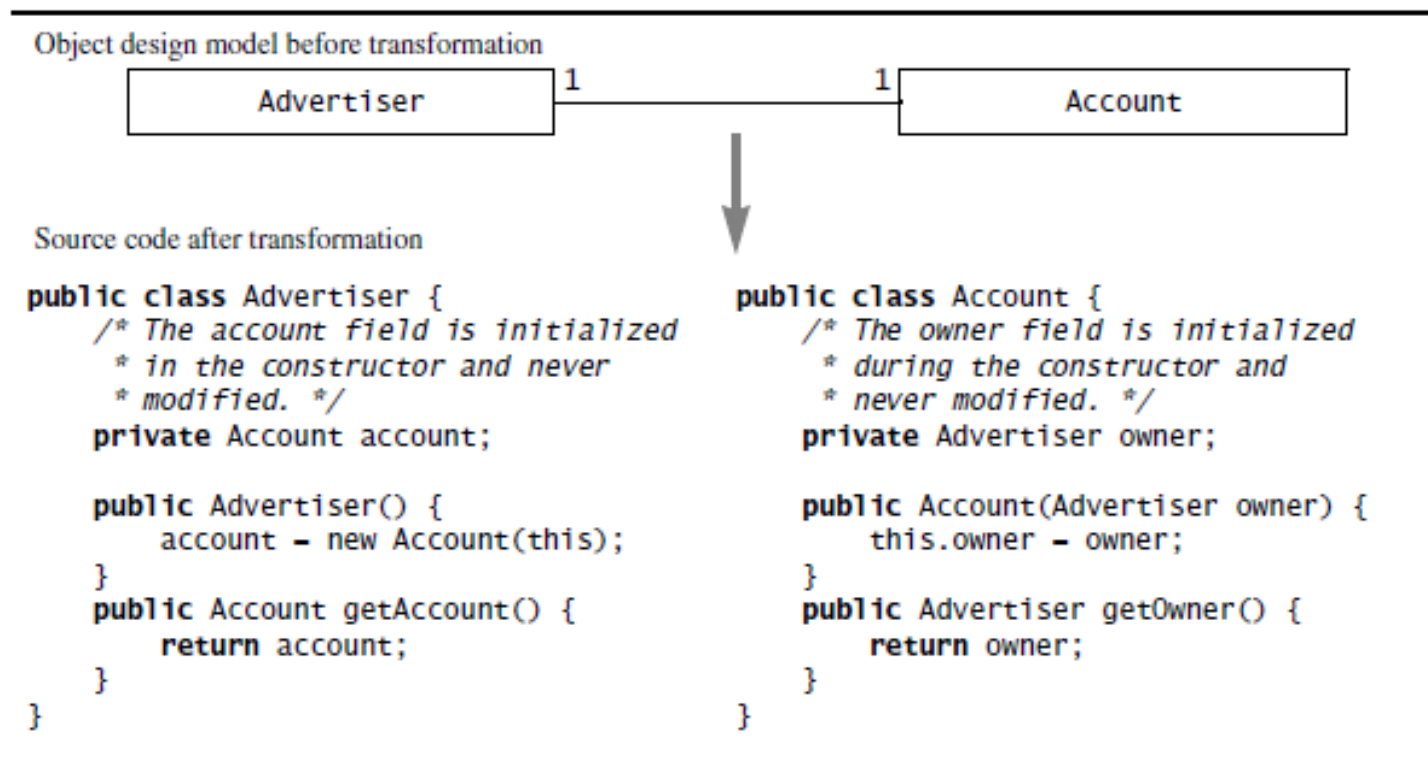 Object design model before transformation
Advertiser
1
1
Account
Source code after transformation
public class Advertiser {
/* The account field is initialized
* in the constructor and never
* modified. */
private Account account;
public Advertiser() {
account = new Account(this);
}
public Account getAccount() {
return account;
}
}
public class Account {
/* The owner field is initialized
* during the constructor and
* never modified. */
private Advertiser owner;
public Account(Advertiser owner) {
this.owner = owner;
}
public Advertiser getOwner() {
return owner;
}
}